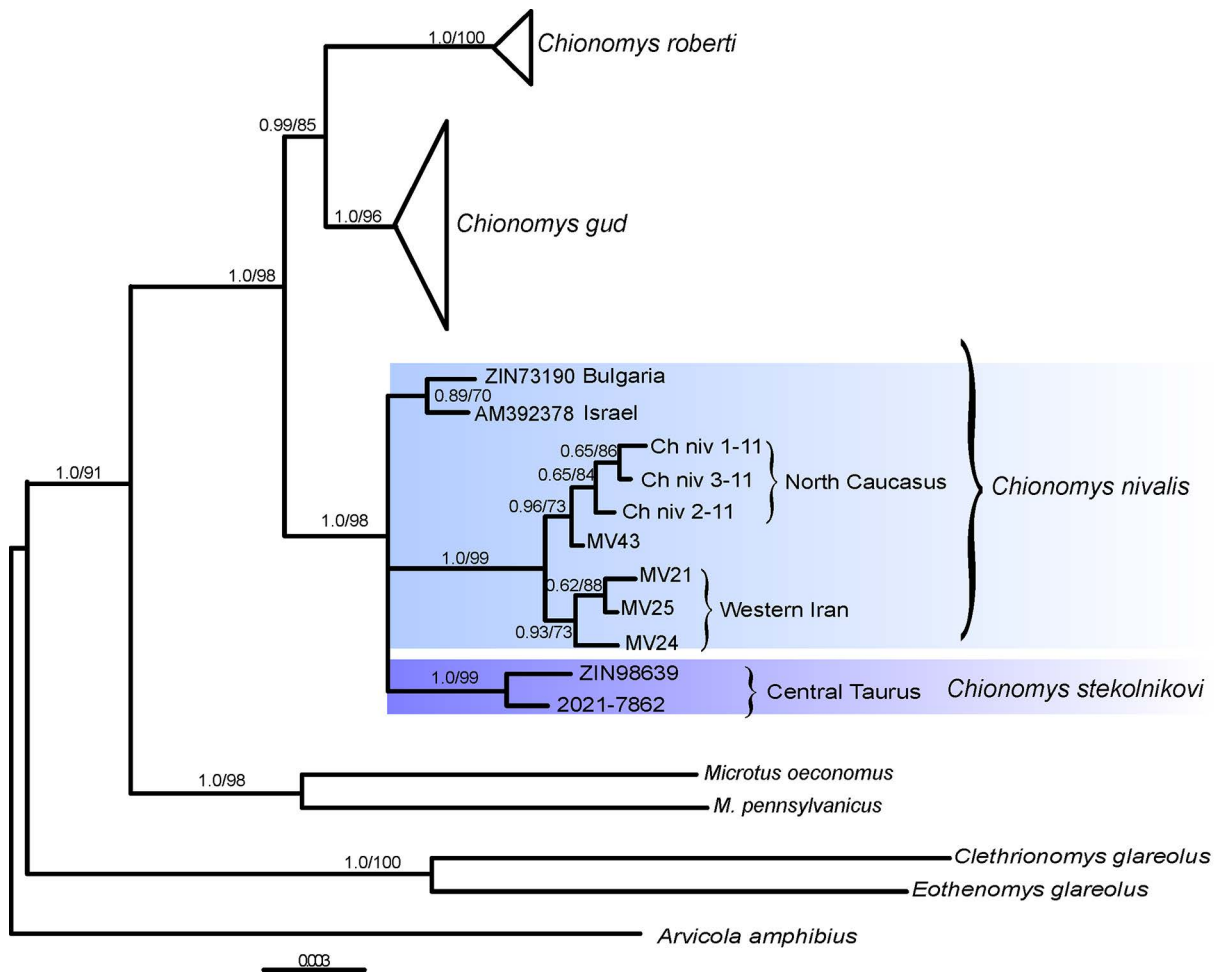 1.0/100 Chionomys roberti
0.99/85
1.0/96 Chionomys gud
1.0/98
ZIN73190 Bulgaria
0.89/70
AM392378 Israel
0.65/86 Ch niv 1-11
0.65/84 Ch niv 3-11 North Caucasus Chionomys nivalis
1.0/91
0.96/73 Ch niv 2-11
1.0/98
MV43
1.0/99
0.62/88 MV21
MV25 Western Iran
0.93/73 MV24
1.0/99 ZIN98639
Central Taurus Chionomys stekolnikovi
2021-7862
1.0/98 Microtus oeconomus
M. pennsylvanicus
1.0/100 Clethrionomys glareolus
Eothenomys glareolus
Arvicola amphibius
0.003